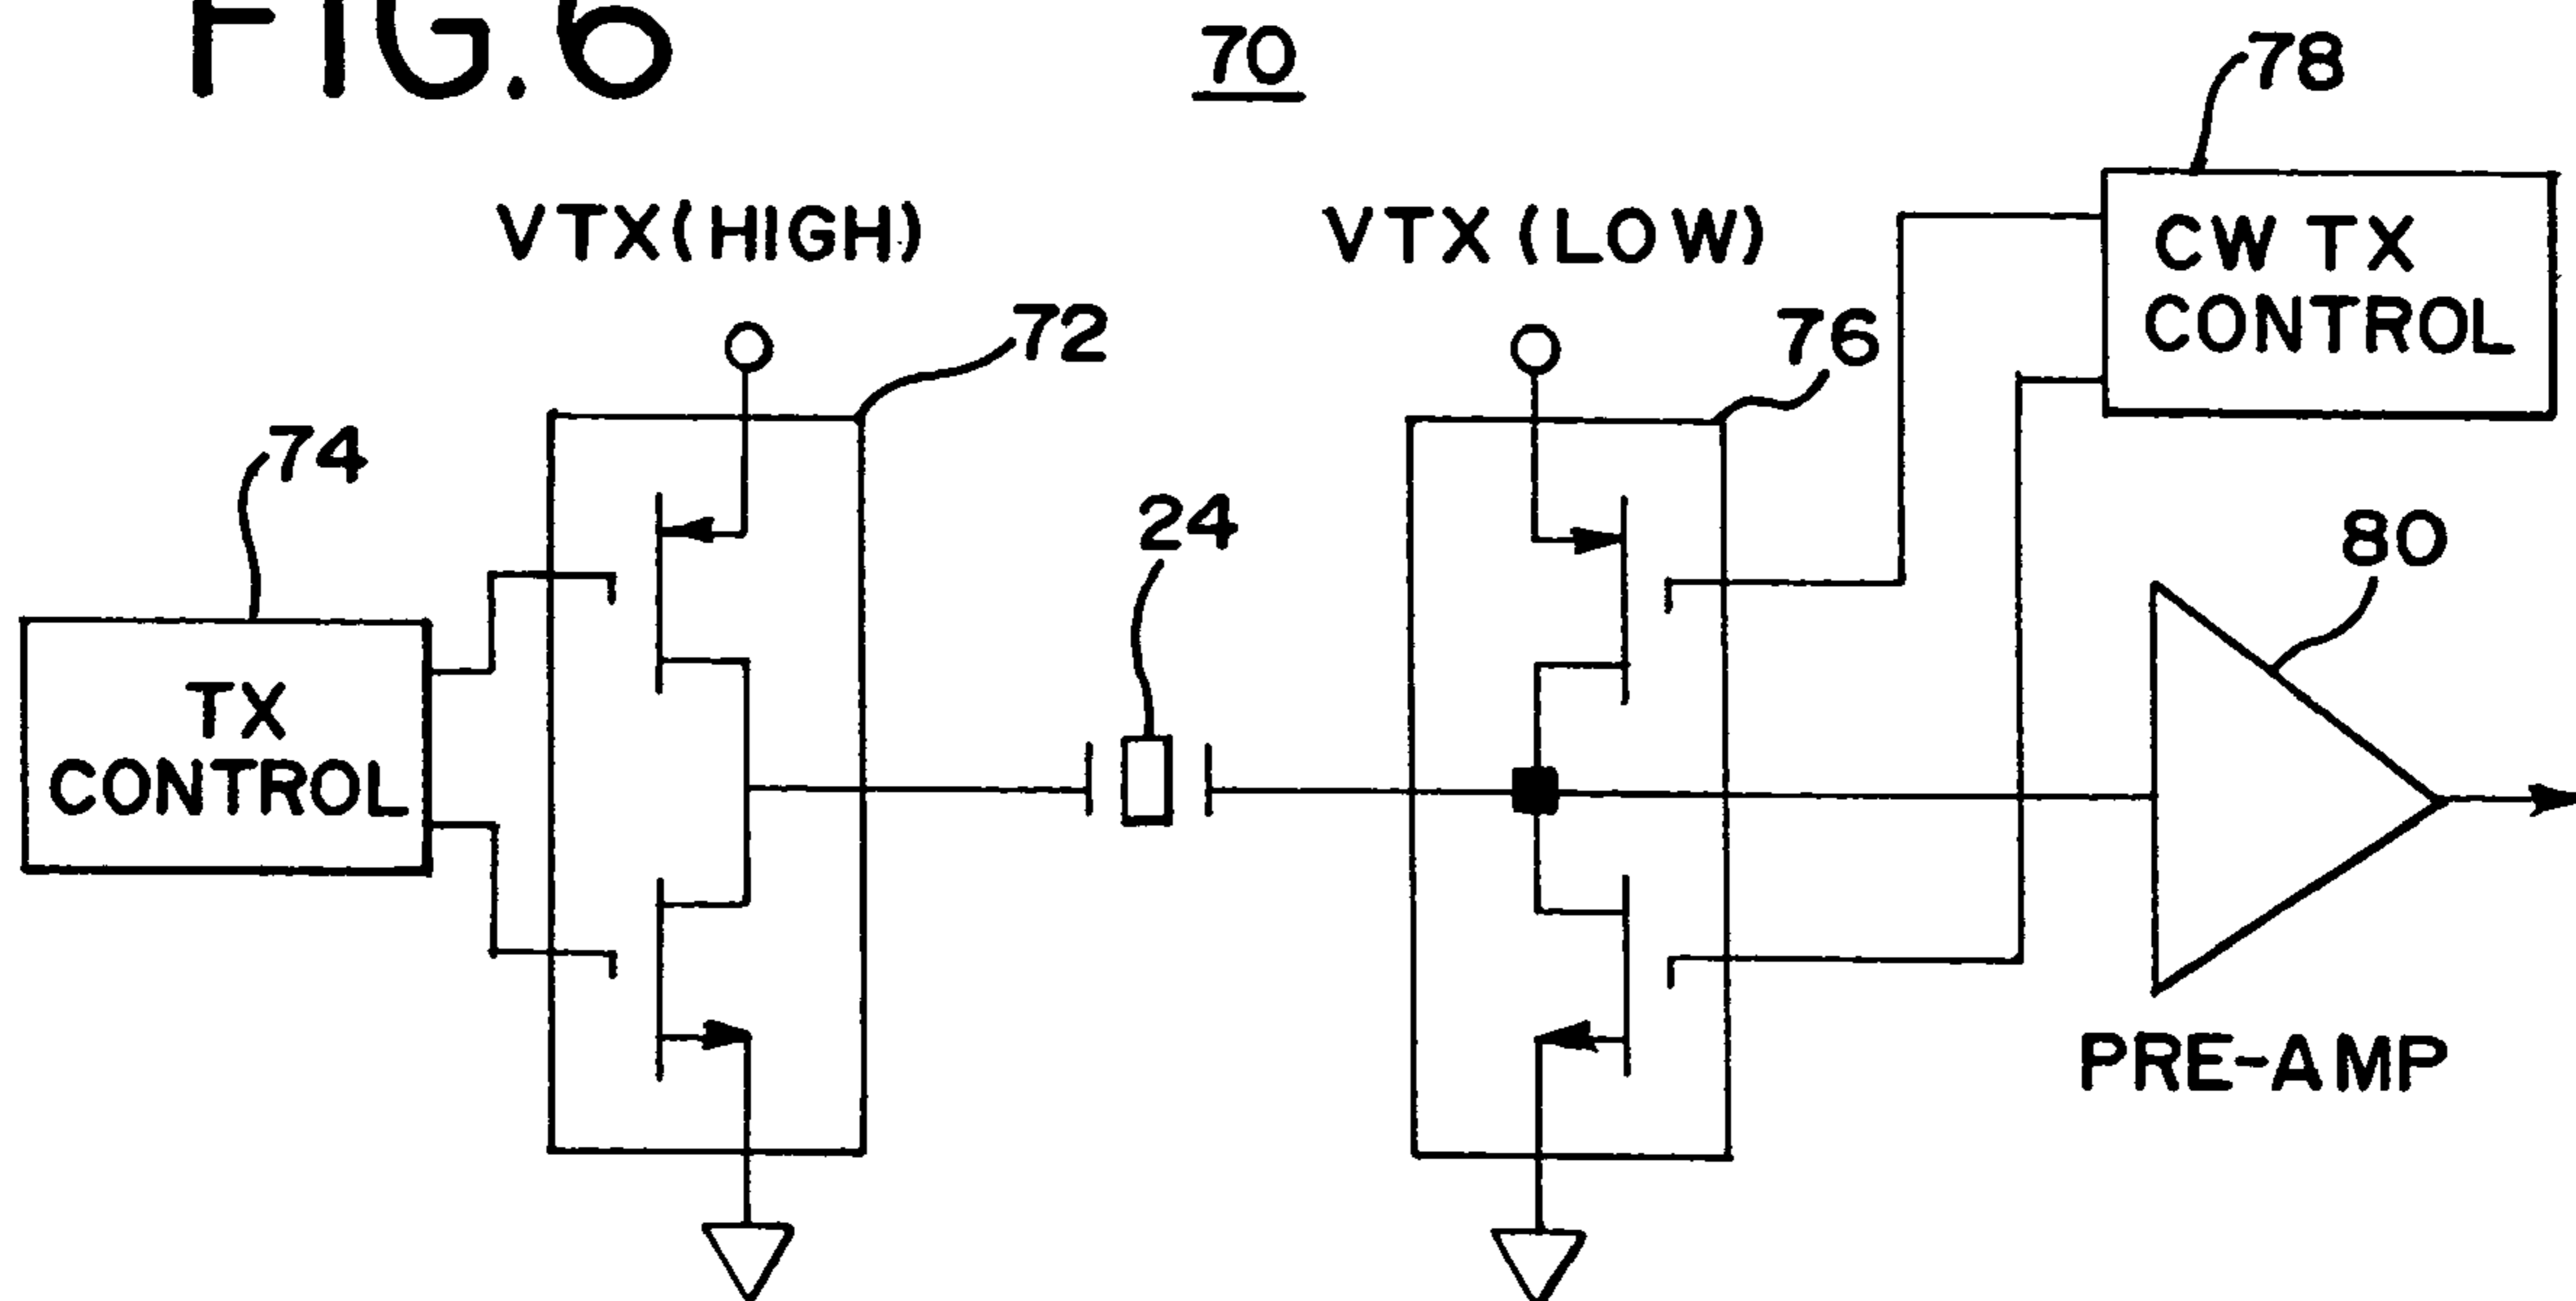 FIG. 6
70
78
VTX(HIGH)
VTX (LOW)
CW TX
CONTROL
72
76
74
24
80
TX
CONTROL
PRE-AMP